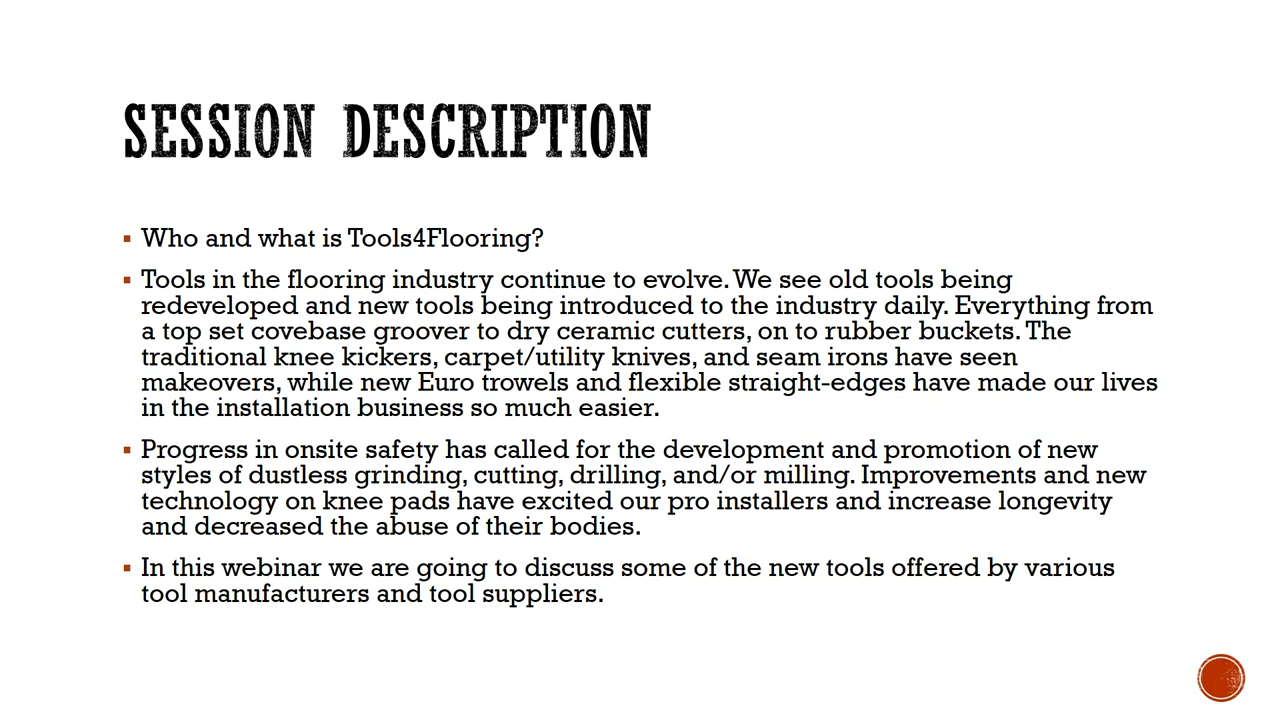 SESSION DESCRIPTION
▪ Who and what is Tools4Flooring?
▪ Tools in the flooring industry continue to evolve. We see old tools being
redeveloped and new tools being introduced to the industry daily. Everything from
a top set covebase groover to dry ceramic cutters, on to rubber buckets. The
traditional knee kickers, carpet/utility knives, and seam irons have seen
makeovers, while new Euro trowels and flexible straight-edges have made our lives
in the installation business so much easier.
▪ Progress in onsite safety has called for the development and promotion of new
styles of dustless grinding, cutting, drilling, and/or milling. Improvements and new
technology on knee pads have excited our pro installers and increase longevity
and decreased the abuse of their bodies.
▪ In this webinar we are going to discuss some of the new tools offered by various
tool manufacturers and tool suppliers.